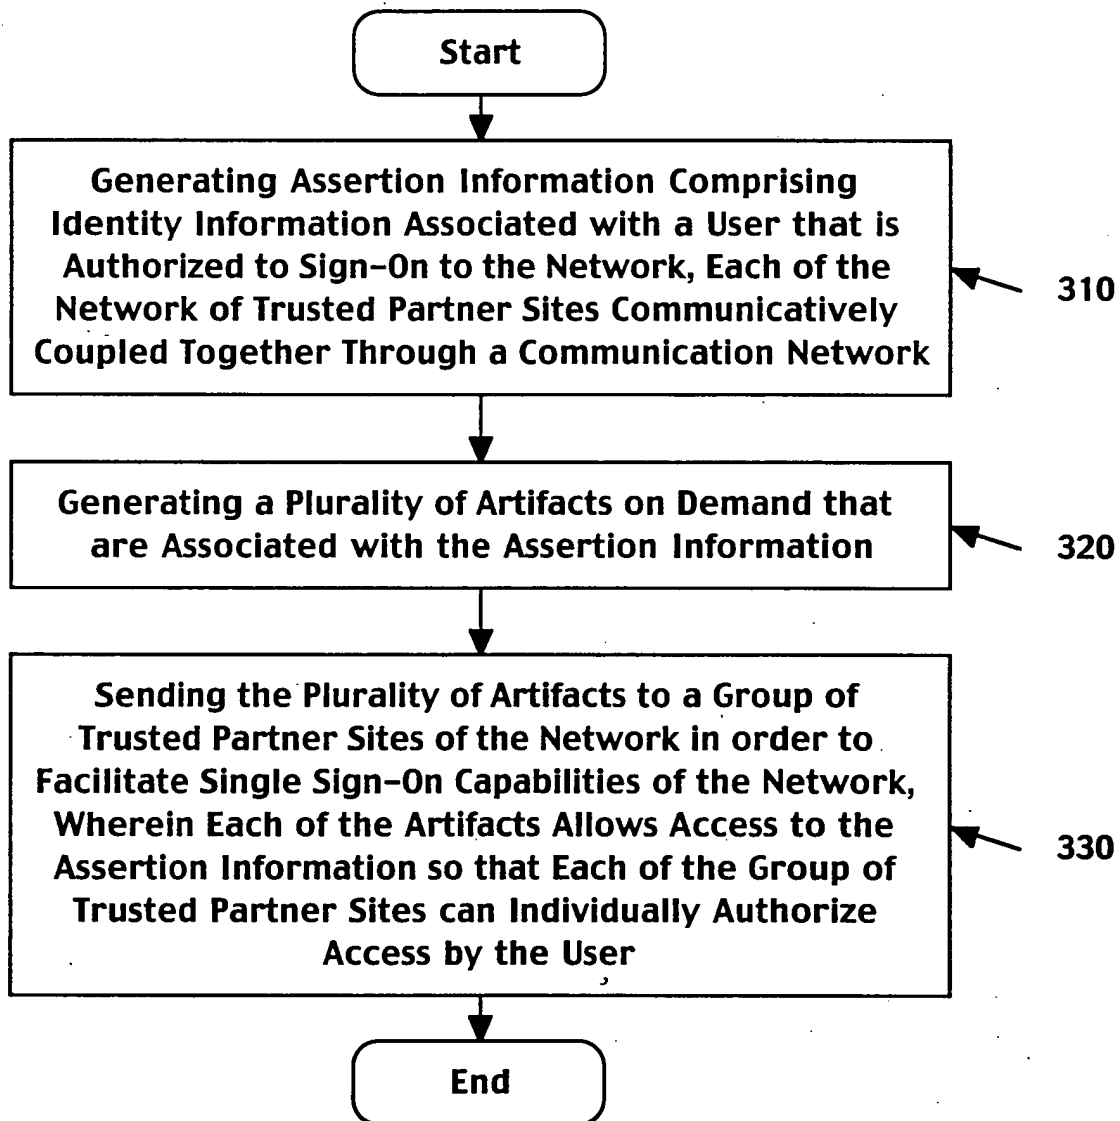 Start
Generating Assertion Information Comprising
Identity Information Associated with a User that is
Authorized to Sign-On to the Network, Each of the
Network of Trusted Partner Sites Communicatively
Coupled Together Through a Communication Network
310
Generating a Plurality of Artifacts on Demand that
are Associated with the Assertion Information
320
Sending the Plurality of Artifacts to a Group of
Trusted Partner Sites of the Network in order to
Facilitate Single Sign-On Capabilities of the Network,
Wherein Each of the Artifacts Allows Access to the
Assertion Information so that Each of the Group of
Trusted Partner Sites can Individually Authorize
Access by the User
330
End